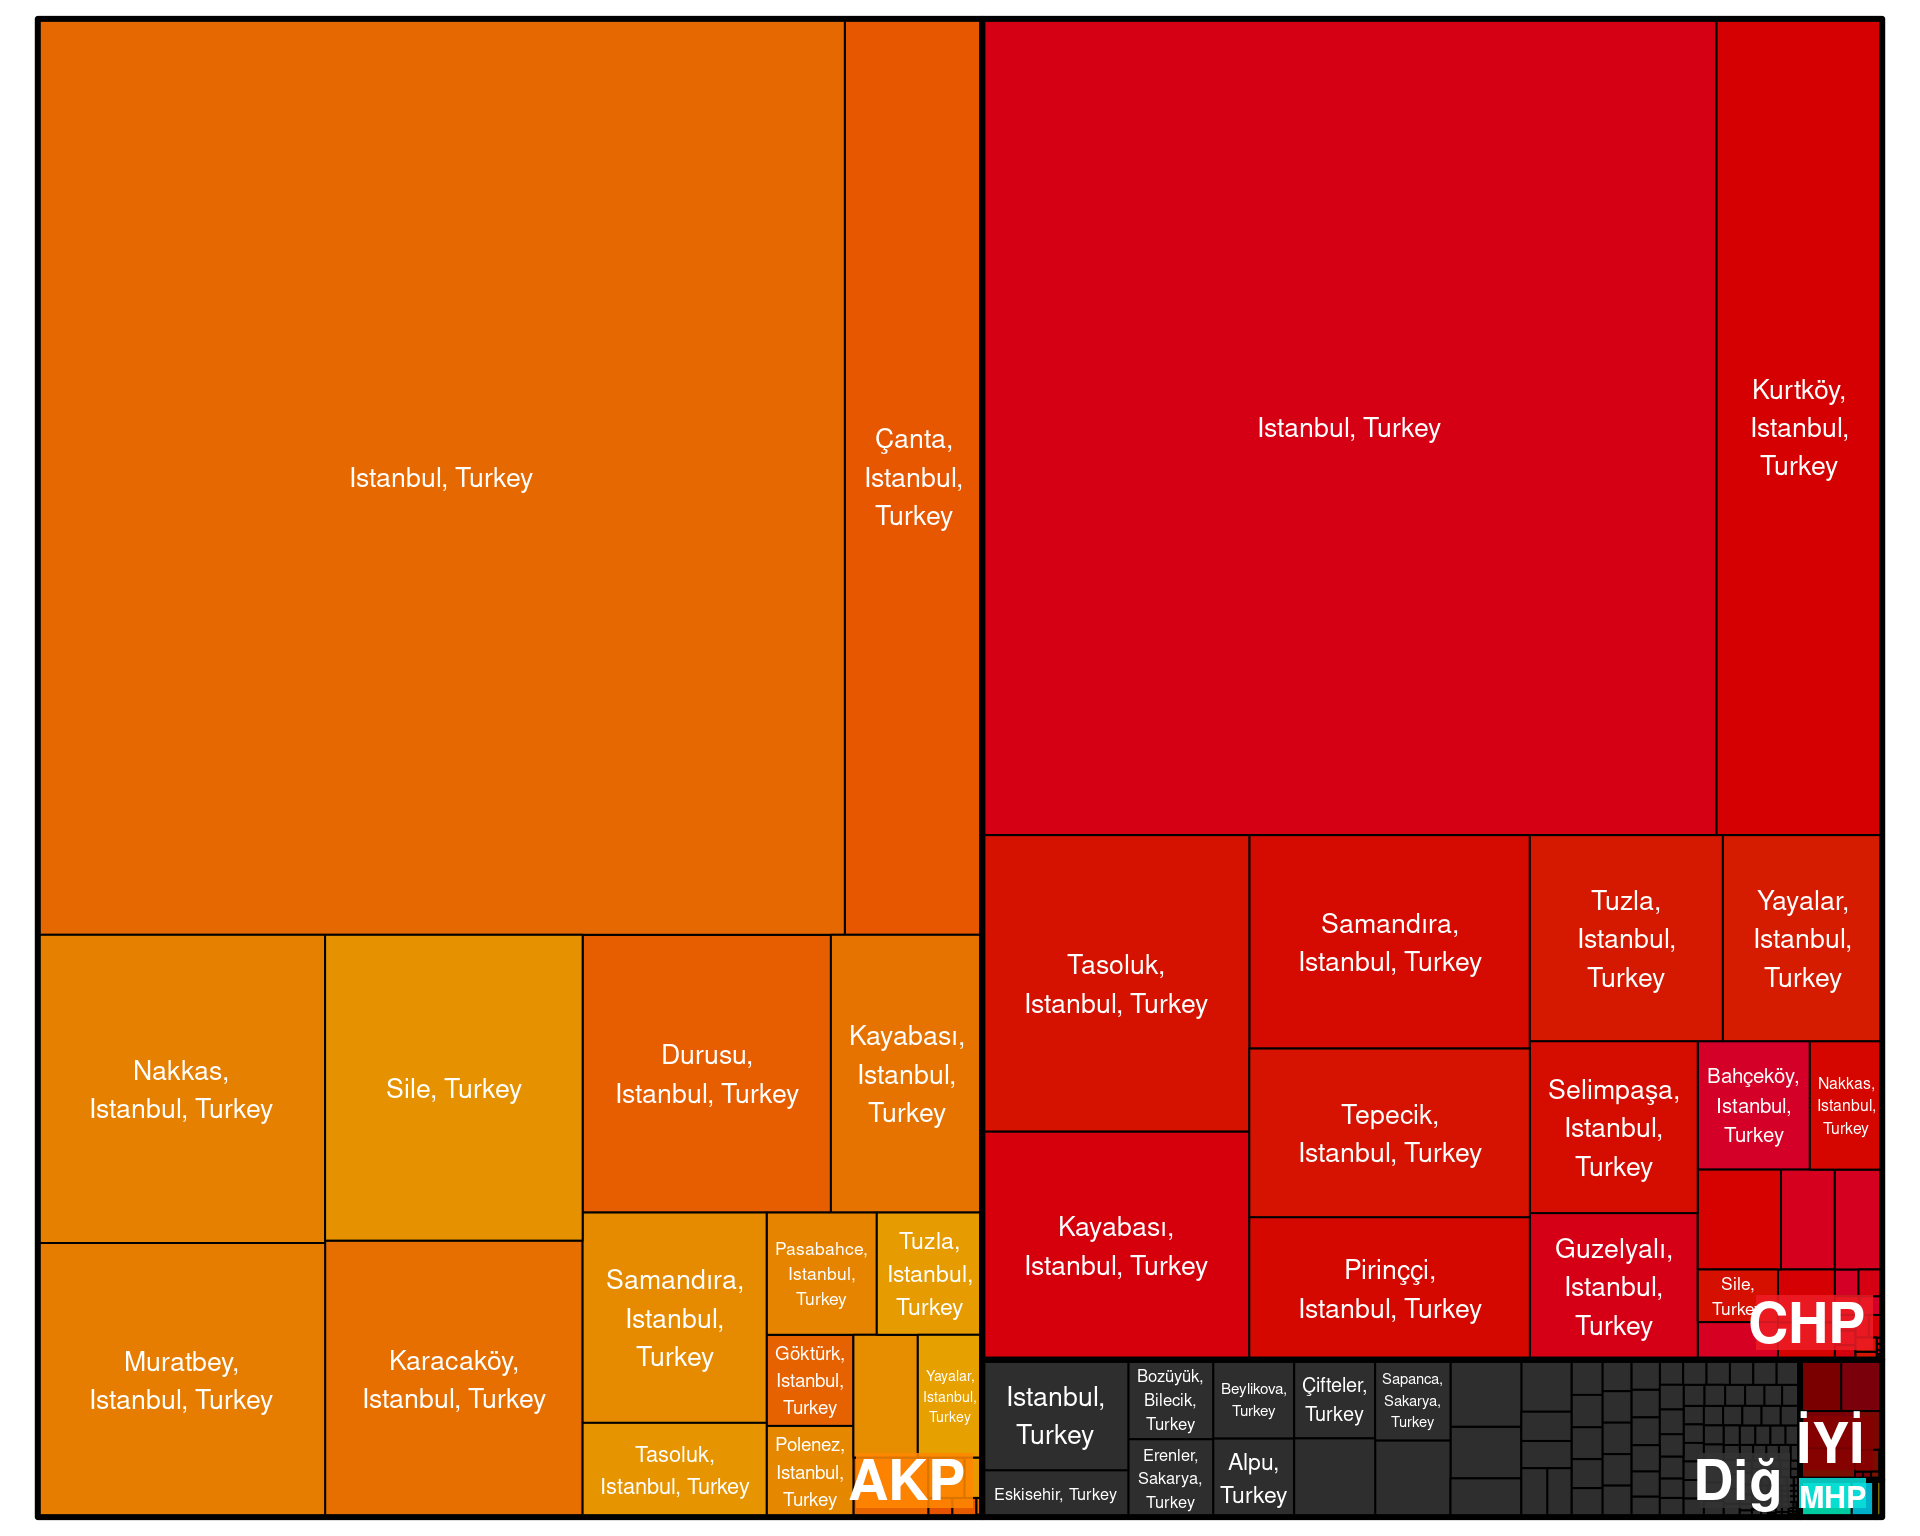 Istanbul, Turkey
Çanta,
Istanbul,
Turkey
Nakkas,
Istanbul, Turkey
Sile, Turkey
Durusu,
Istanbul, Turkey
Kayabası,
Istanbul,
Turkey
Muratbey,
Istanbul, Turkey
Karacaköy,
Istanbul, Turkey
Samandıra,
Istanbul,
Turkey
Tasoluk,
Istanbul, Turkey
Pasabahce,
Istanbul,
Turkey
Tuzla,
Istanbul,
Turkey
Göktürk,
Istanbul,
Turkey
Polenez,
Istanbul,
Turkey
Yayalar,
Istanbul,
Turkey
AKP
Istanbul, Turkey
Kurtköy,
Istanbul,
Turkey
Tasoluk,
Istanbul, Turkey
Kayabası,
Istanbul, Turkey
Samandıra,
Istanbul, Turkey
Tepecik,
Istanbul, Turkey
Pirinççi,
Istanbul, Turkey
Tuzla,
Istanbul,
Turkey
Yayalar,
Istanbul,
Turkey
Selimpaşa,
Istanbul,
Turkey
Guzelyalı,
Istanbul,
Turkey
Bahçeköy,
Istanbul,
Turkey
Nakkas,
Istanbul,
Turkey
Sile,
Turkey
CHP
Istanbul,
Turkey
Eskisehir, Turkey
Bozüyük,
Bilecik,
Turkey
Erenler,
Sakarya,
Turkey
Beylikova,
Turkey
Alpu,
Turkey
Çifteler,
Turkey
Sapanca,
Sakarya,
Turkey
Diğ
İYİ
MHP